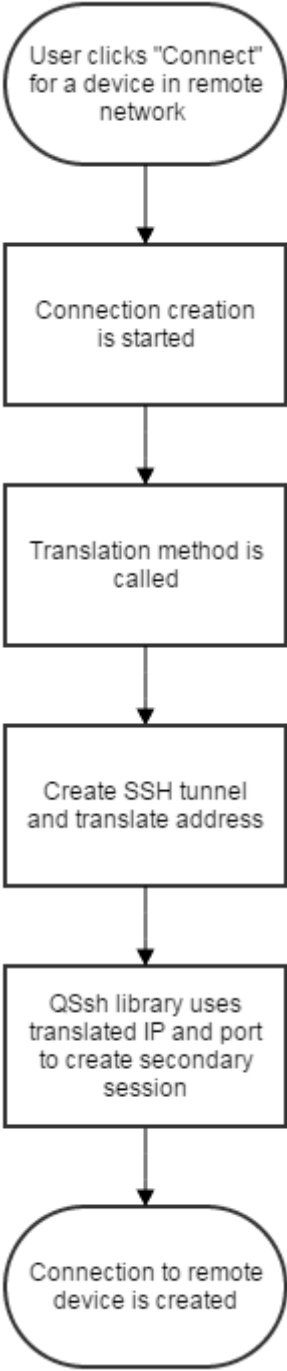 User clicks "Connect"
for a device in remote
network
Connection creation
is started
Translation method is
called
Create SSH tunnel
and translate address
QSsh library uses
translated IP and port
to create secondary
session
Connection to remote
device is created